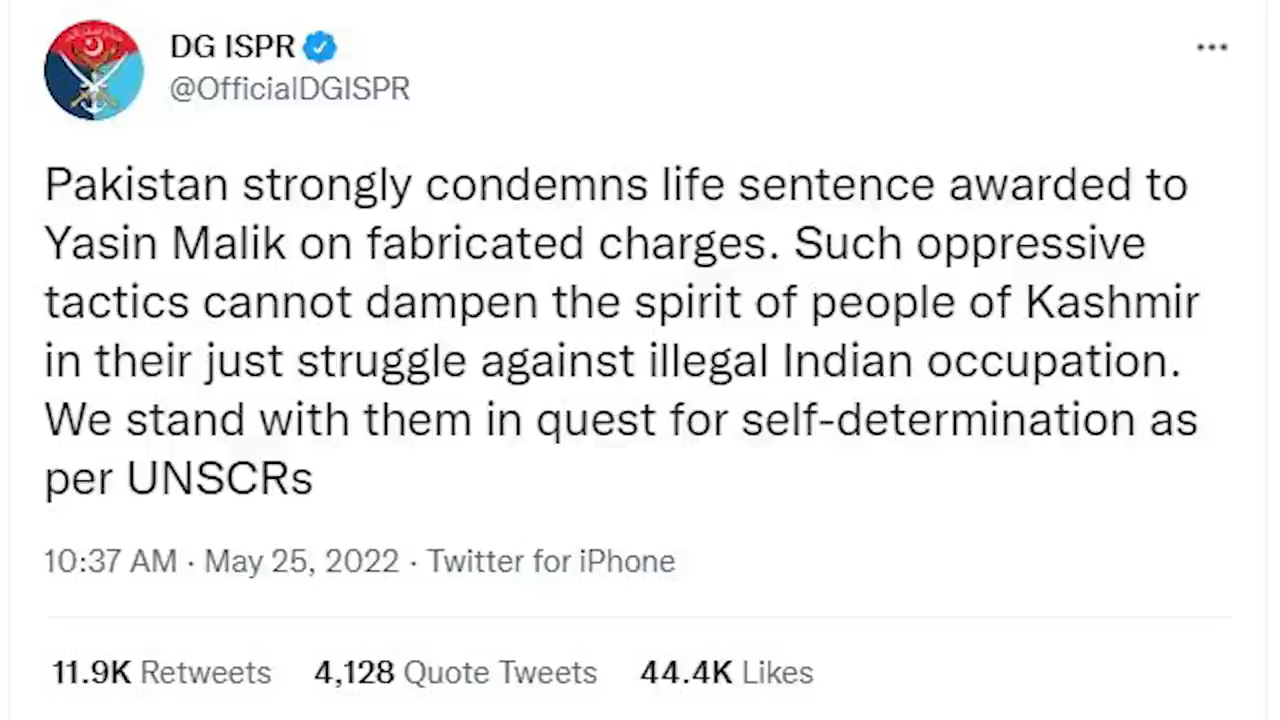 DG ISPR
@OfficialDGISPR
Pakistan strongly condemns life sentence awarded to
Yasin Malik on fabricated charges. Such oppressive
tactics cannot dampen the spirit of people of Kashmir
in their just struggle against illegal Indian occupation.
We stand with them in quest for self-determination as
per UNSCRs
10:37 AM · May 25, 2022 · Twitter for iPhone
11.9K Retweets 4,128 Quote Tweets 44.4K Likes